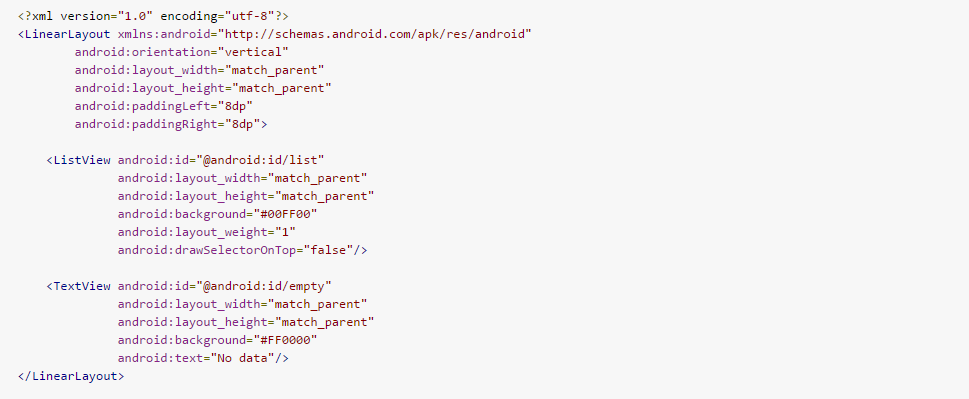 <?xml version="1.0" encoding="utf-8"?>
<LinearLayout xmlns:android="http://schemas.android.com/apk/res/android"
        android:orientation="vertical"
        android:layout_width="match_parent"
        android:layout_height="match_parent"
        android:paddingLeft="8dp"
        android:paddingRight="8dp">

    <ListView android:id="@android:id/list"
              android:layout_width="match_parent"
              android:layout_height="match_parent"
              android:background="#00FF00"
              android:layout_weight="1"
              android:drawSelectorOnTop="false"/>

    <TextView android:id="@android:id/empty"
              android:layout_width="match_parent"
              android:layout_height="match_parent"
              android:background="#FF0000"
              android:text="No data"/>
</LinearLayout>